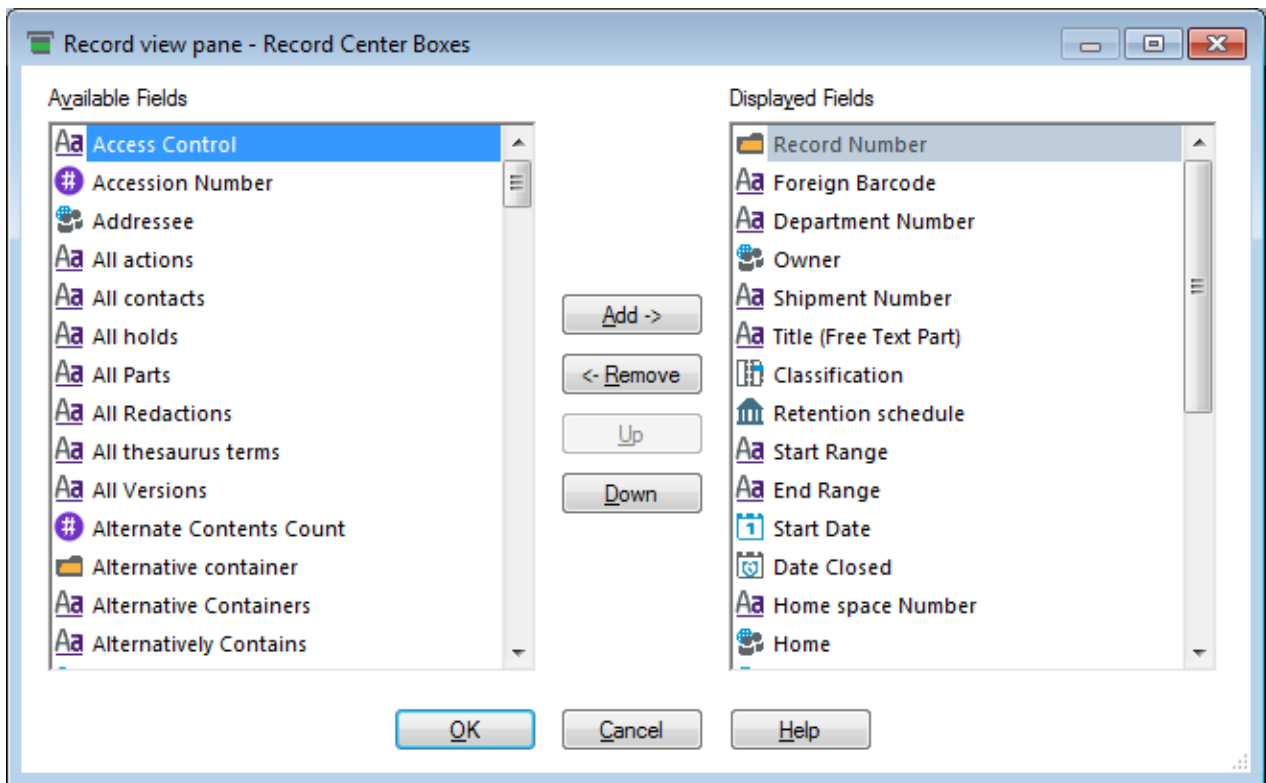 Record view pane - Record Center Boxes
Available Fields
Access Control
Accession Number
Addressee
All actions
All contacts
All holds
All Parts
All Redactions
All thesaurus terms
All Versions
Alternate Contents Count
Alternative container
Alternative Containers
Alternatively Contains
Add ->
<- Remove
Up
Down
Displayed Fields
Record Number
Foreign Barcode
Department Number
Owner
Shipment Number
Title (Free Text Part)
Classification
Retention schedule
Start Range
End Range
Start Date
Date Closed
Home space Number
Home
OK
Cancel
Help